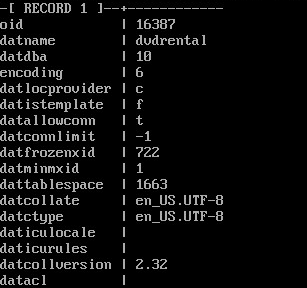 -[ RECORD 1 ]--+------------
oid            | 16387
datname        | dvdrental
datdba         | 10
encoding       | 6
datlocprovider | c
datistemplate  | f
datallowconn   | t
datconnlimit   | -1
datfrozenxid   | 722
datminmxid     | 1
dattablespace  | 1663
datcollate     | en_US.UTF-8
datctype       | en_US.UTF-8
daticulocale   |
daticurules    |
datcollversion | 2.32
datacl         |